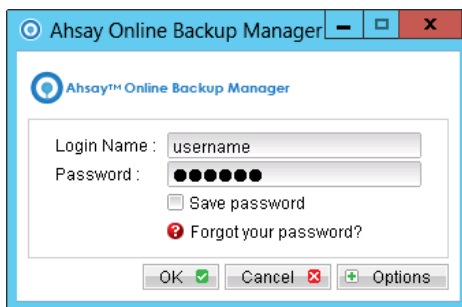 Ahsay Online Backup Manager
Ahsay™ Online Backup Manager
Login Name : username
Password : ●●●●●●
Save password
Forgot your password?
OK Cancel Options